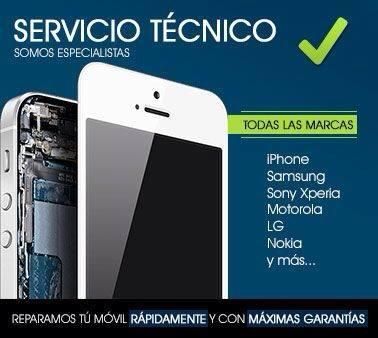 SERVICIO TÉCNICO
SOMOS ESPECIALISTAS
TODAS LAS MARCAS
iPhone
Samsung
Sony Xperia
Motorola
LG
Nokia
y más...
REPARAMOS TÚ MÓVIL RÁPIDAMENTE Y CON MÁXIMAS GARANTÍAS